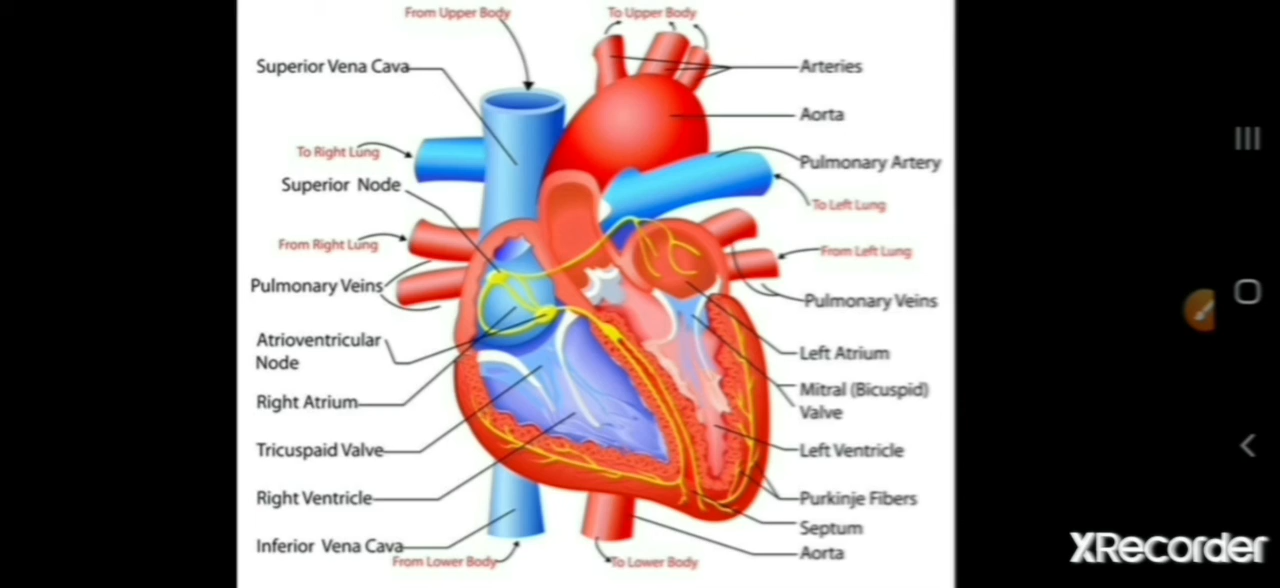 From Upper Body
To Upper Body
Superior Vena Cava
Arteries
Aorta
To Right Lung
Pulmonary Artery
Superior Node
To Left Lung
From Right Lung
From Left Lung
Pulmonary Veins
Pulmonary Veins
Atrioventricular
Node
Left Atrium
Right Atrium
Mitral (Bicuspid)
Valve
Tricuspaid Valve
Left Ventricle
Right Ventricle
Purkinje Fibers
Septum
Inferior Vena Cava
Aorta
From Lower Body
To Lower Body
XRecorder